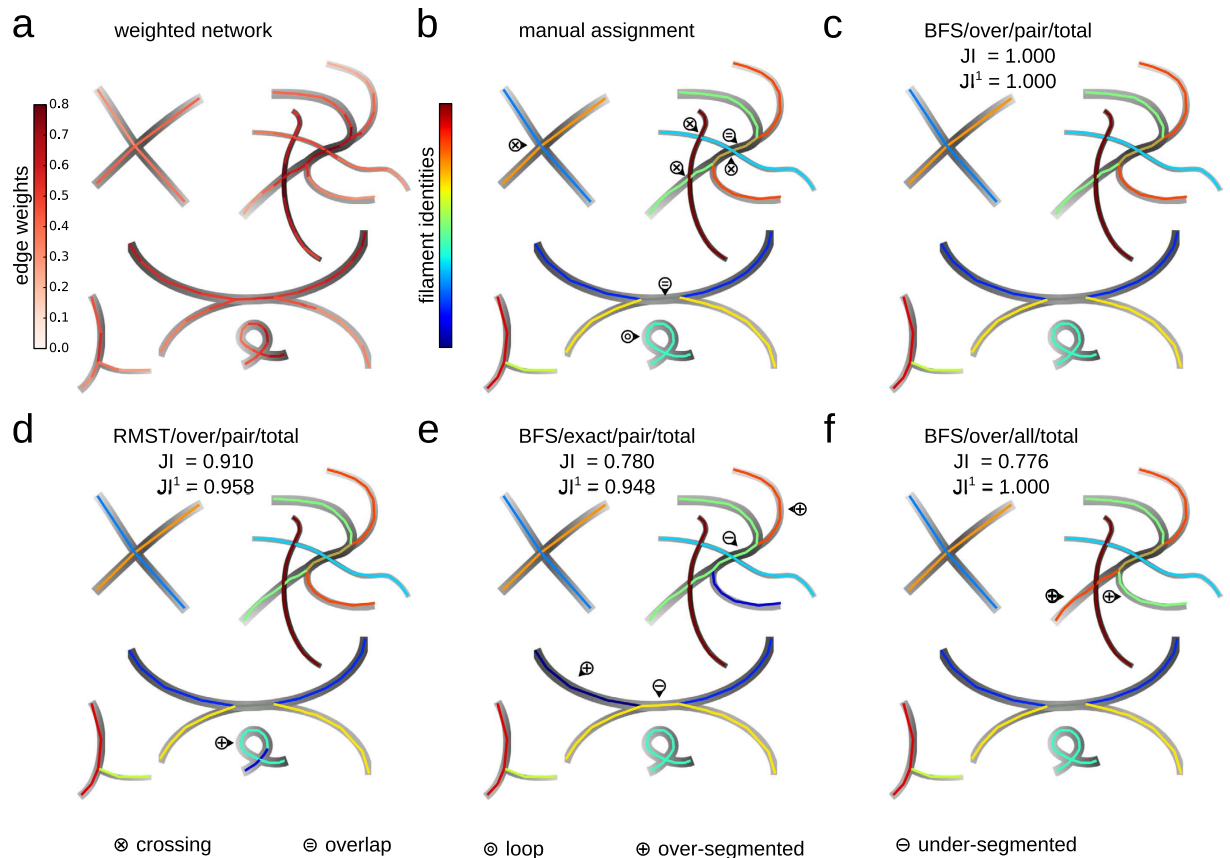 a
weighted network
edge weights
0.8
0.7
0.6
0.5
0.4
0.3
0.2
0.1
0.0
b
manual assignment
filament identities
c
BFS/over/pair/total
JI = 1.000
JI¹ = 1.000
d
RMST/over/pair/total
JI = 0.910
JI¹ = 0.958
e
BFS/exact/pair/total
JI = 0.780
JI¹ = 0.948
f
BFS/over/all/total
JI = 0.776
JI¹ = 1.000
⊗ crossing
⊜ overlap
⊚ loop
⊕ over-segmented
⊖ under-segmented